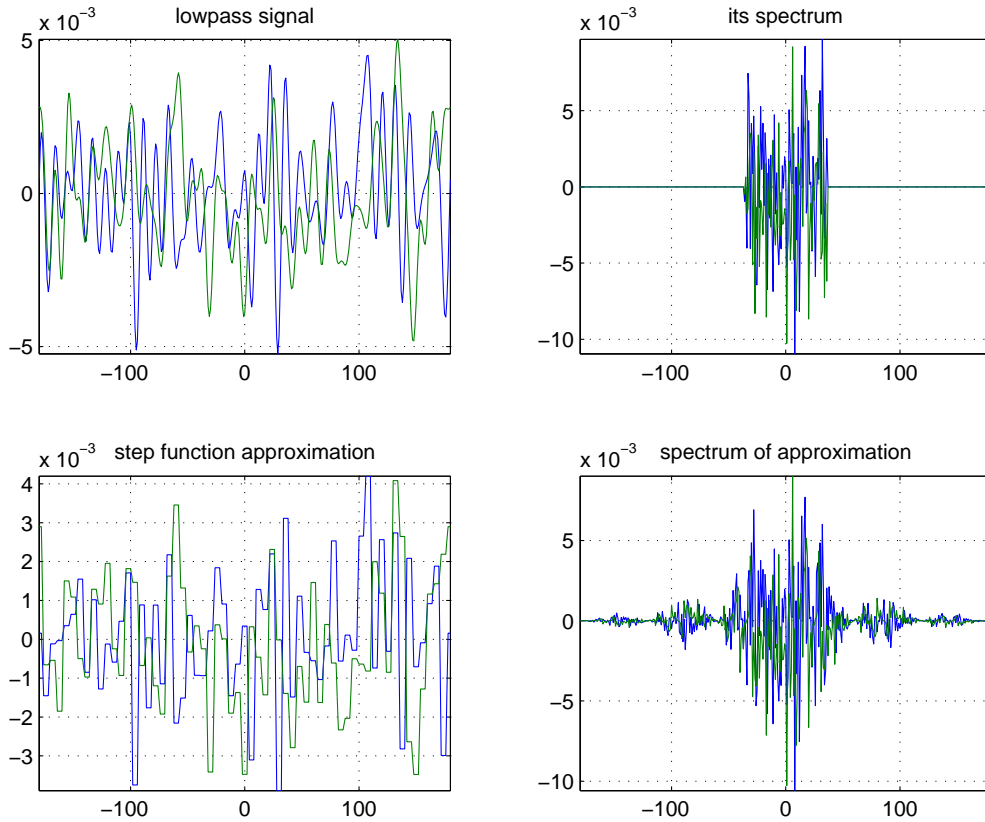 x 10−3 lowpass signal
5
0
−5
−100 0 100
its spectrum
x 10−3
5
0
−5
−10
−100 0 100
step function approximation
x 10−3
4
3
2
1
0
−1
−2
−3
−100 0 100
spectrum of approximation
x 10−3
5
0
−5
−10
−100 0 100